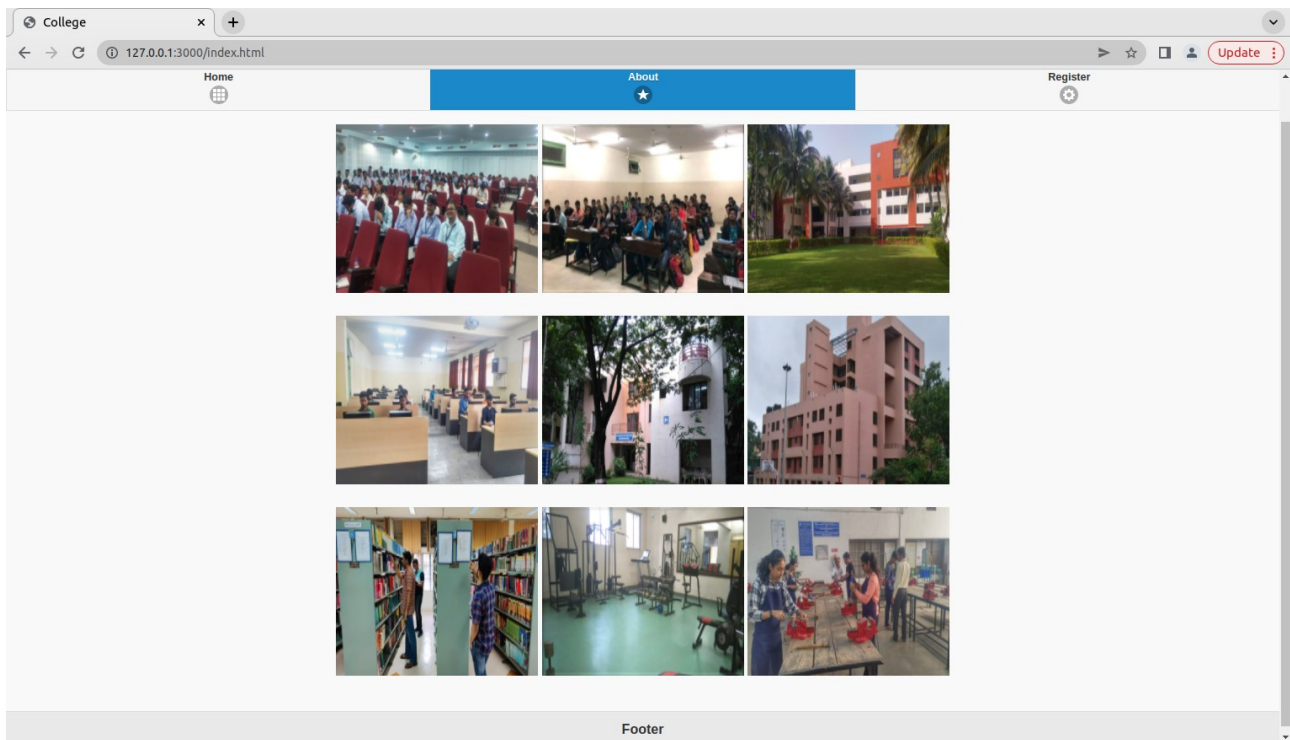 College
127.0.0.1:3000/index.html
Update
Home
About
Register
Footer